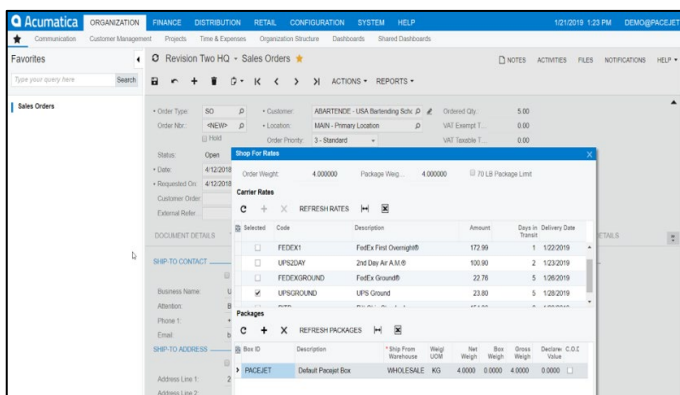 Acumatica ORGANIZATION FINANCE DISTRIBUTION RETAIL CONFIGURATION SYSTEM HELP 1/21/2019 1:23 PM DEMO@PACEJET
Communication Customer Management Projects Time & Expenses Organization Structure Dashboards Shared Dashboards
Favorites
Revision Two HQ - Sales Orders
NOTES ACTIVITIES FILES NOTIFICATIONS HELP
Type your query here Search
ACTIONS REPORTS
Sales Orders
Order Type: SO Customer: ABARTENDE - USA Bartending Scho Ordered Qty.: 5.00
Order Nbr.: <NEW> Location: MAIN - Primary Location VAT Exempt T... 0.00
Hold Order Priority: 3 - Standard VAT Taxable T... 0.00
Status: Open
Shop For Rates
Date: 4/12/2018
Order Weight: 4.000000 Package Weig... 4.000000 70 LB Package Limit
Requested On: 4/12/2018
Carrier Rates
Customer Order
External Refer...
REFRESH RATES
DOCUMENT DETAILS
ETAILS
Selected Code Description Amount Days in Transit Delivery Date
FEDEX1 FedEx First Overnight® 172.99 1 1/22/2019
SHIP-TO CONTACT
UPS2DAY 2nd Day Air A.M.® 100.90 2 1/23/2019
FEDEXGROUND FedEx Ground® 22.76 5 1/26/2019
Business Name: U
UPSGROUND UPS Ground 23.80 5 1/28/2019
Attention: B
Packages
Phone 1: +
REFRESH PACKAGES
Email: b
SHIP-TO ADDRESS
Box ID Description * Ship From Warehouse Weigl UOM Net Weigh Box Weigh Gross Weigh Declared Value C.O.D
PACEJET Default Pacejet Box WHOLESALE KG 4.0000 0.0000 4.0000 0.0000
Address Line 1: 2
Address Line 2: